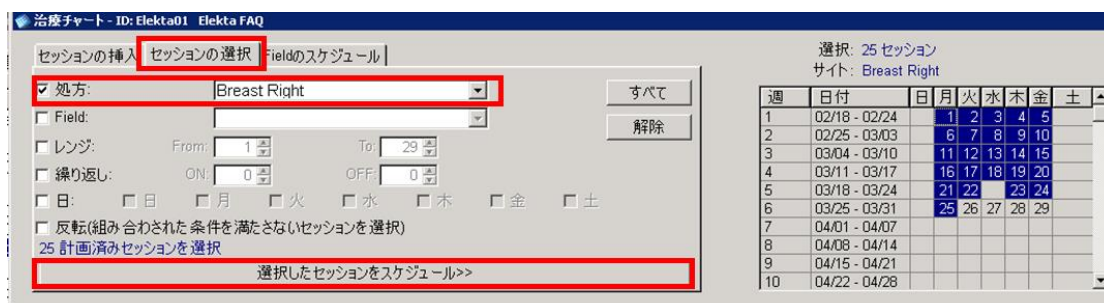 治療チャート - ID: Elekta01 Elekta FAQ
セッションの挿入 セッションの選択 Fieldのスケジュール
処方: Breast Right すべて
Field: 解除
レンジ: From: 1 To: 29
繰り返し: ON: 0 OFF: 0
日: 日 月 火 水 木 金 土
反転(組み合わされた条件を満たさないセッションを選択)
25 計画済みセッションを選択
選択したセッションをスケジュール>>
選択: 25 セッション
サイト: Breast Right
週 日付 日 月 火 水 木 金 土
1 02/18 - 02/24 1 2 3 4 5
2 02/25 - 03/03 6 7 8 9 10
3 03/04 - 03/10 11 12 13 14 15
4 03/11 - 03/17 16 17 18 19 20
5 03/18 - 03/24 21 22 23 24
6 03/25 - 03/31 25 26 27 28 29
7 04/01 - 04/07
8 04/08 - 04/14
9 04/15 - 04/21
10 04/22 - 04/28